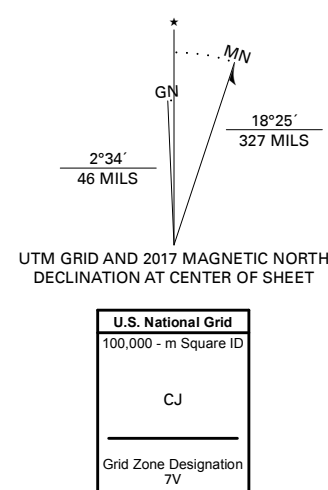 ★
MN
GN
18°25´
327 MILS
2°34´
46 MILS
UTM GRID AND 2017 MAGNETIC NORTH
DECLINATION AT CENTER OF SHEET
U.S. National Grid
100,000 - m Square ID
CJ
Grid Zone Designation
7V